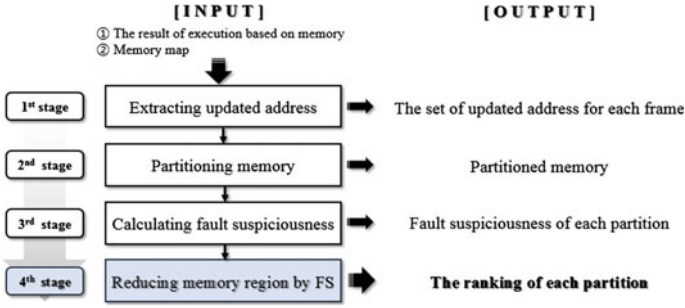 [ I N P U T ] [ O U T P U T ]
① The result of execution based on memory
② Memory map
1st stage Extracting updated address The set of updated address for each frame
2nd stage Partitioning memory Partitioned memory
3rd stage Calculating fault suspiciousness Fault suspiciousness of each partition
4th stage Reducing memory region by FS The ranking of each partition